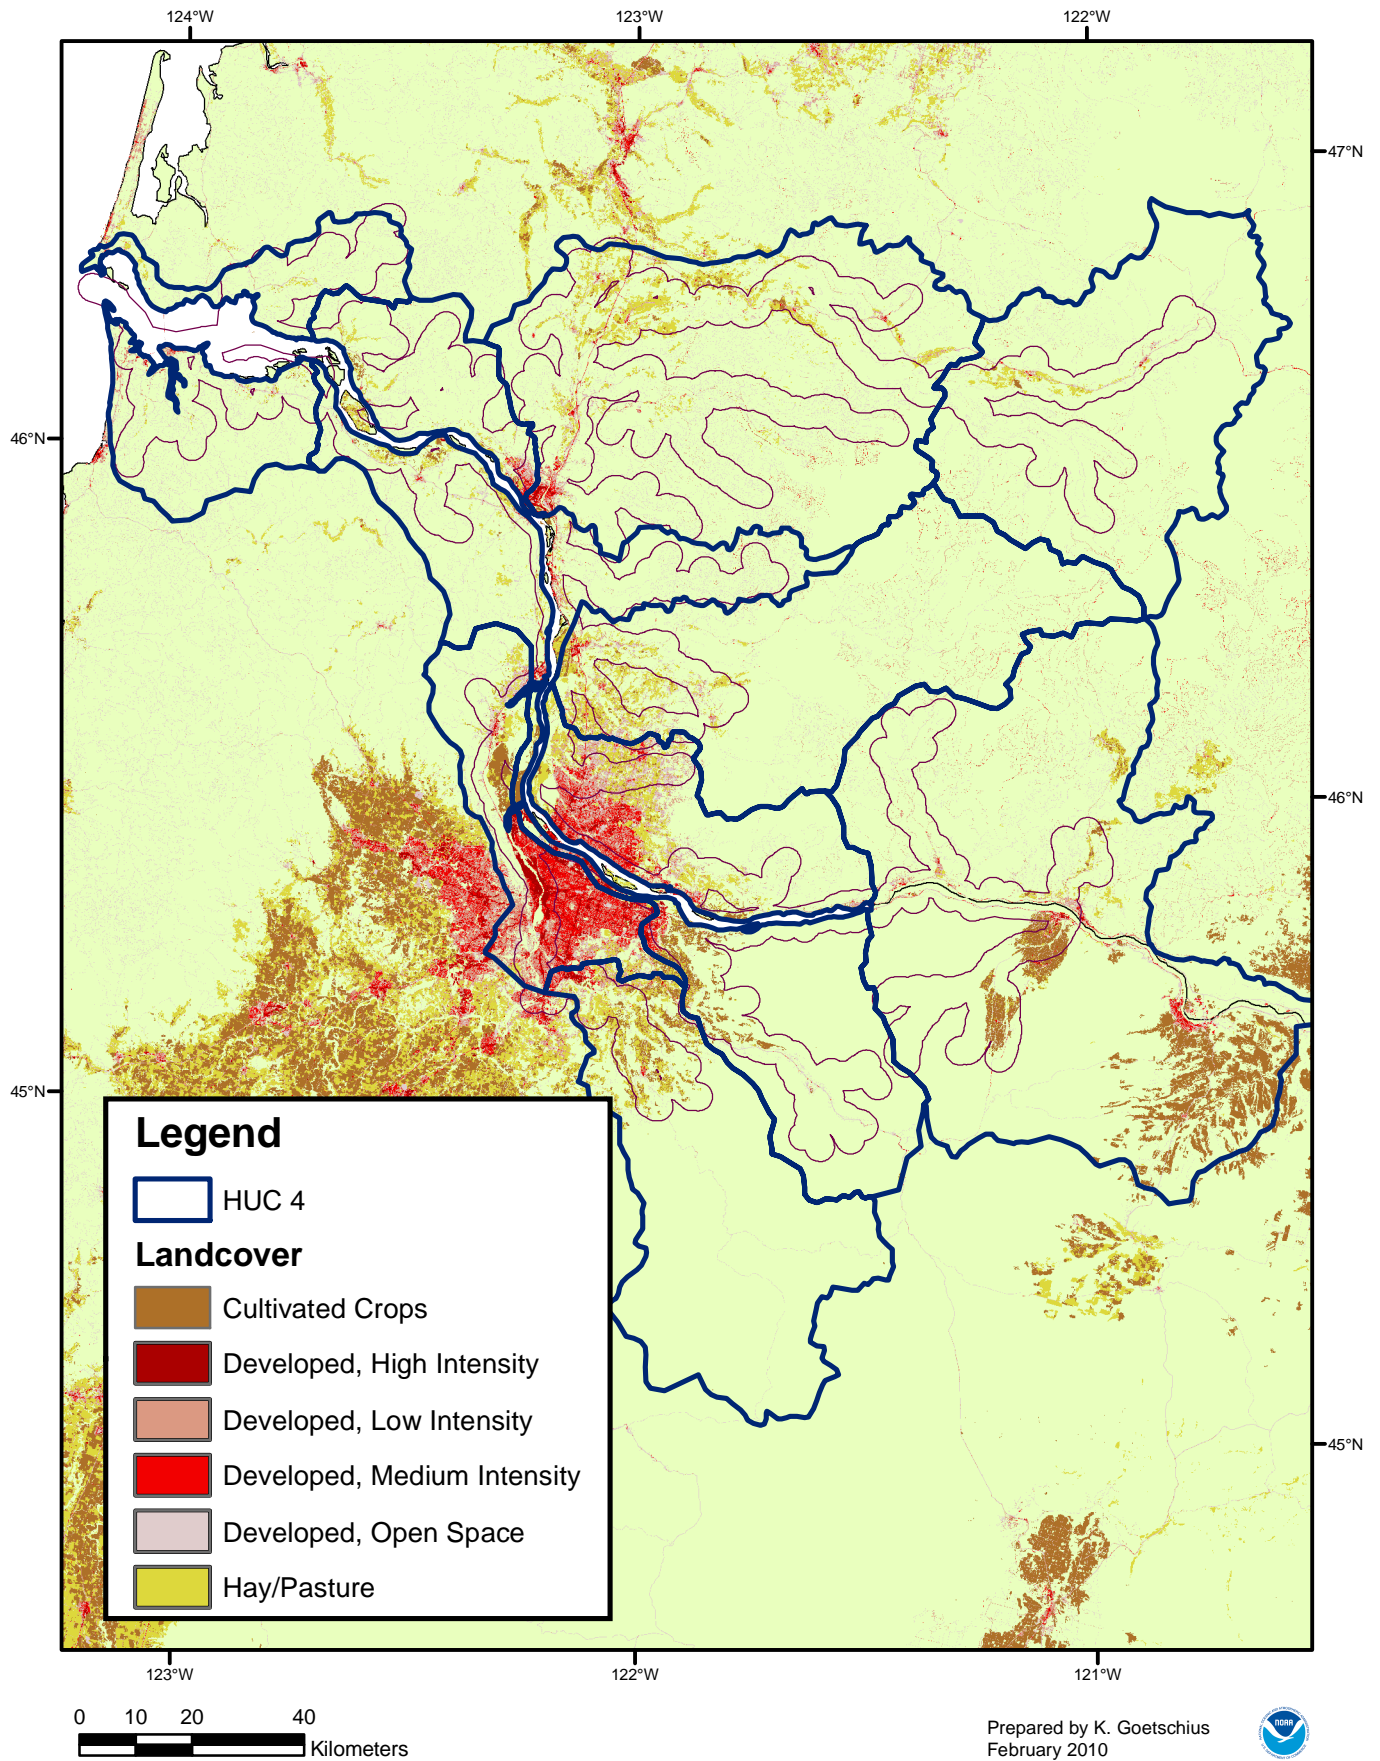 124°W
123°W
122°W
47°N
46°N
46°N
45°N
45°N
Legend
HUC 4
Landcover
Cultivated Crops
Developed, High Intensity
Developed, Low Intensity
Developed, Medium Intensity
Developed, Open Space
Hay/Pasture
123°W
122°W
121°W
0 10 20 40
Kilometers
Prepared by K. Goetschius
February 2010
NOAA